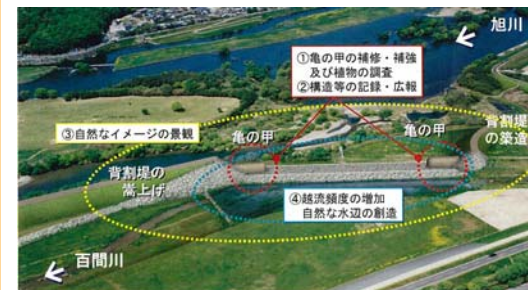 旭川
①亀の甲の補修・補強
及び植物の調査
②構造等の記録・広報
③自然なイメージの景観
亀の甲
亀の甲
背割堤
の築造
背割堤の
嵩上げ
④越流頻度の増加
自然な水辺の創造
百間川